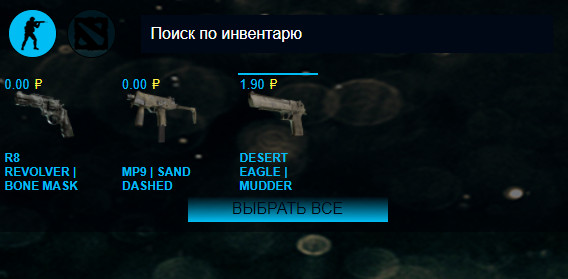 Поиск по инвентарю
0.00 ₽ 0.00 ₽ 1.90 ₽
R8 DESERT
REVOLVER | MP9 | SAND EAGLE |
BONE MASK DASHED MUDDER
ВЫБРАТЬ ВСЕ